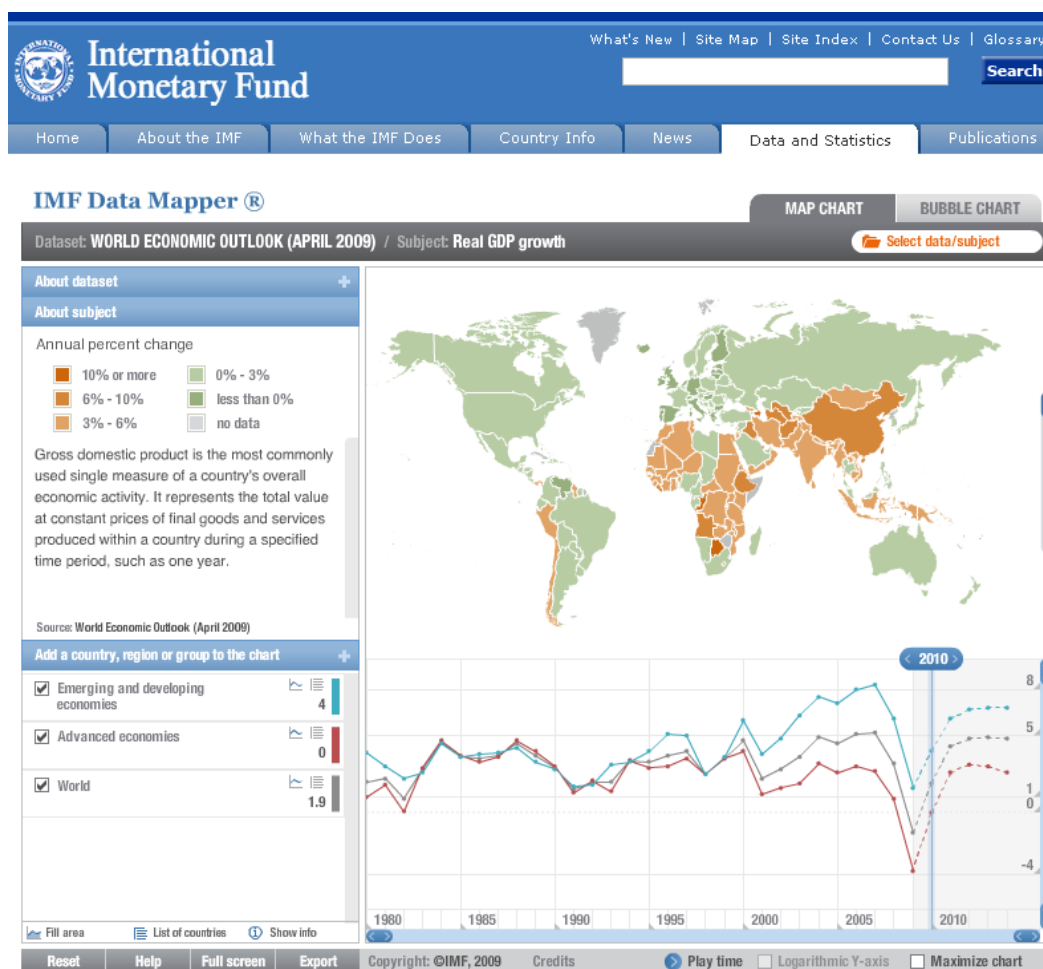 What's New | Site Map | Site Index | Contact Us | Glossary
International
Monetary Fund
Search
Home About the IMF What the IMF Does Country Info News Data and Statistics Publications
IMF Data Mapper ®
MAP CHART BUBBLE CHART
Dataset: WORLD ECONOMIC OUTLOOK (APRIL 2009) / Subject: Real GDP growth
Select data/subject
About dataset
About subject
Annual percent change
10% or more 0% - 3%
6% - 10% less than 0%
3% - 6% no data
Gross domestic product is the most commonly
used single measure of a country's overall
economic activity. It represents the total value
at constant prices of final goods and services
produced within a country during a specified
time period, such as one year.
Source: World Economic Outlook (April 2009)
Add a country, region or group to the chart
2010
Emerging and developing
economies
4
Advanced economies
0
World
1.9
8
5
1
0
-4
1980 1985 1990 1995 2000 2005 2010
Fill area List of countries Show info
Reset Help Full screen Export Copyright: ©IMF, 2009 Credits Play time Logarithmic Y-axis Maximize chart